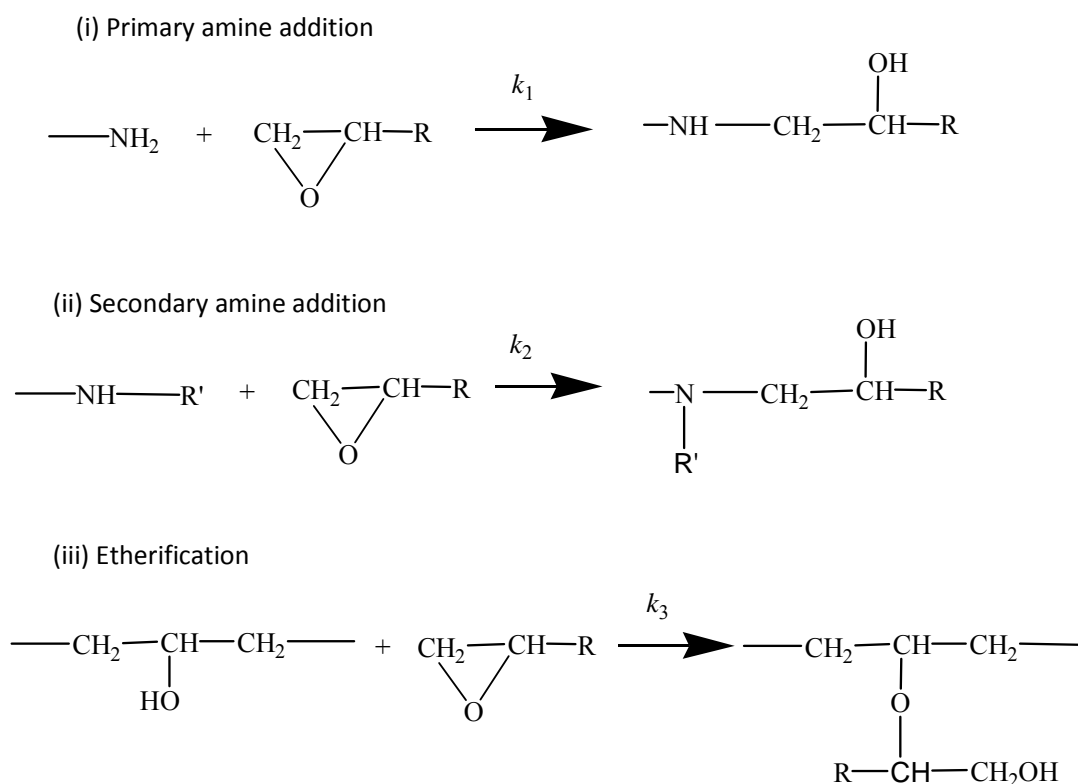 (i) Primary amine addition
OH
k₁
—NH₂ + CH₂—CH—R —NH—CH₂—CH—R
O
(ii) Secondary amine addition
OH
k₂
—NH—R' + CH₂—CH—R —N—CH₂—CH—R
O
R'
(iii) Etherification
k₃
—CH₂—CH—CH₂— + CH₂—CH—R —CH₂—CH—CH₂—
HO O O
R—CH—CH₂OH